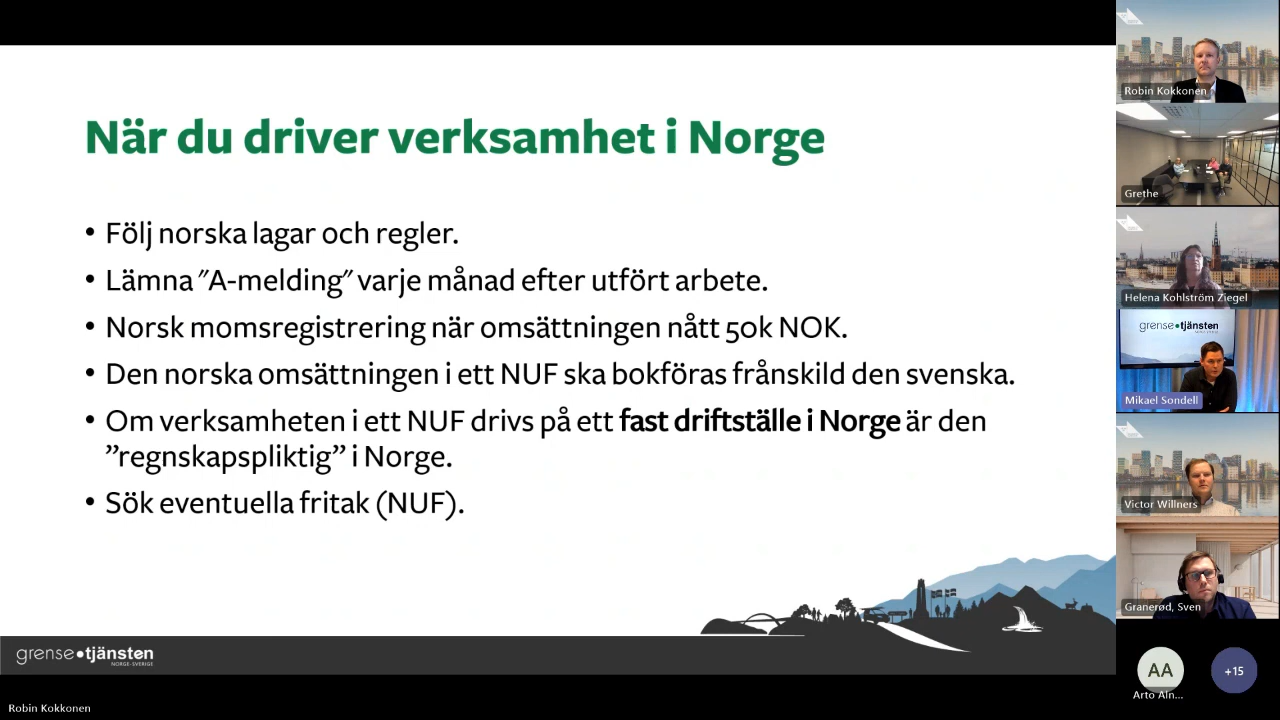 När du driver verksamhet i Norge
• Följ norska lagar och regler.
• Lämna ″A-melding″ varje månad efter utfört arbete.
• Norsk momsregistrering när omsättningen nått 50k NOK.
• Den norska omsättningen i ett NUF ska bokföras frånskild den svenska.
• Om verksamheten i ett NUF drivs på ett fast driftställe i Norge är den
”regnskapspliktig” i Norge.
• Sök eventuella fritak (NUF).
grense•tjänsten
NORGE-SVERIGE
Robin Kokkonen
Robin Kokkonen
Grethe
Helena Kohlström Ziegel
grense•tjänsten
Mikael Sondell
Victor Willners
Granerød, Sven
AA
Arto Aln...
+15